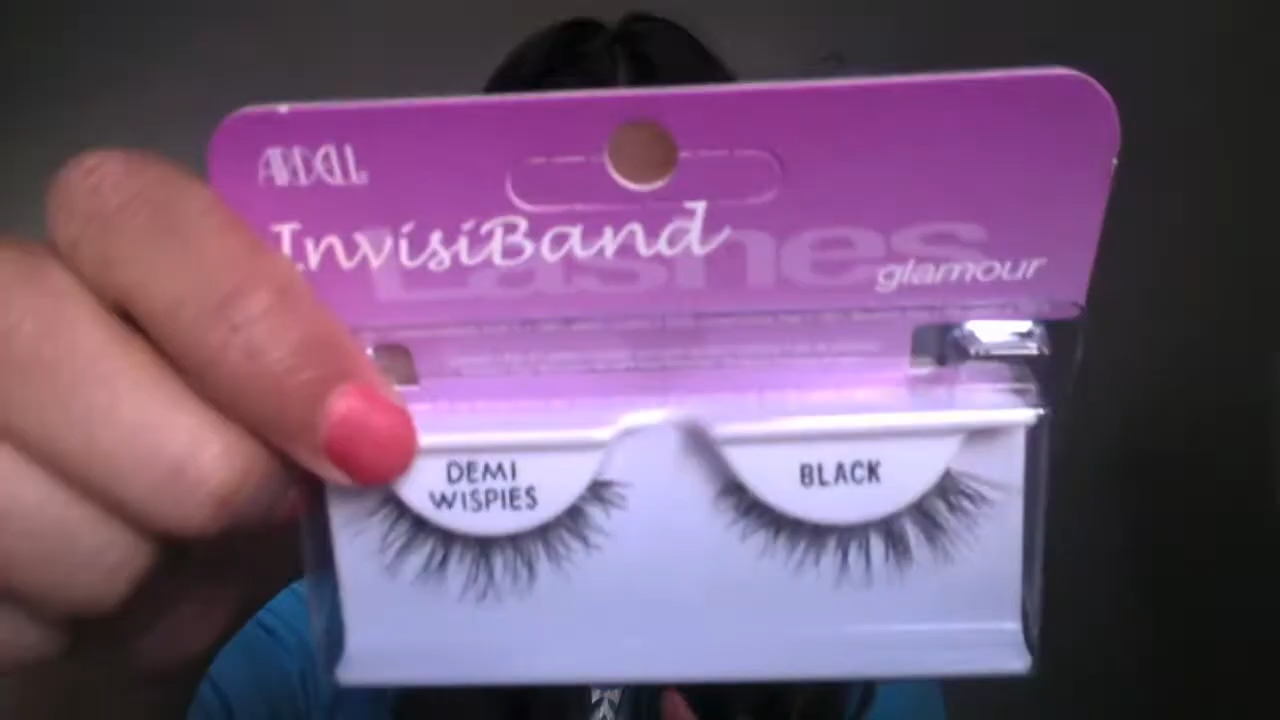 ARDELL
InvisiBand
Lashes
glamour
DEMI
WISPIES
BLACK